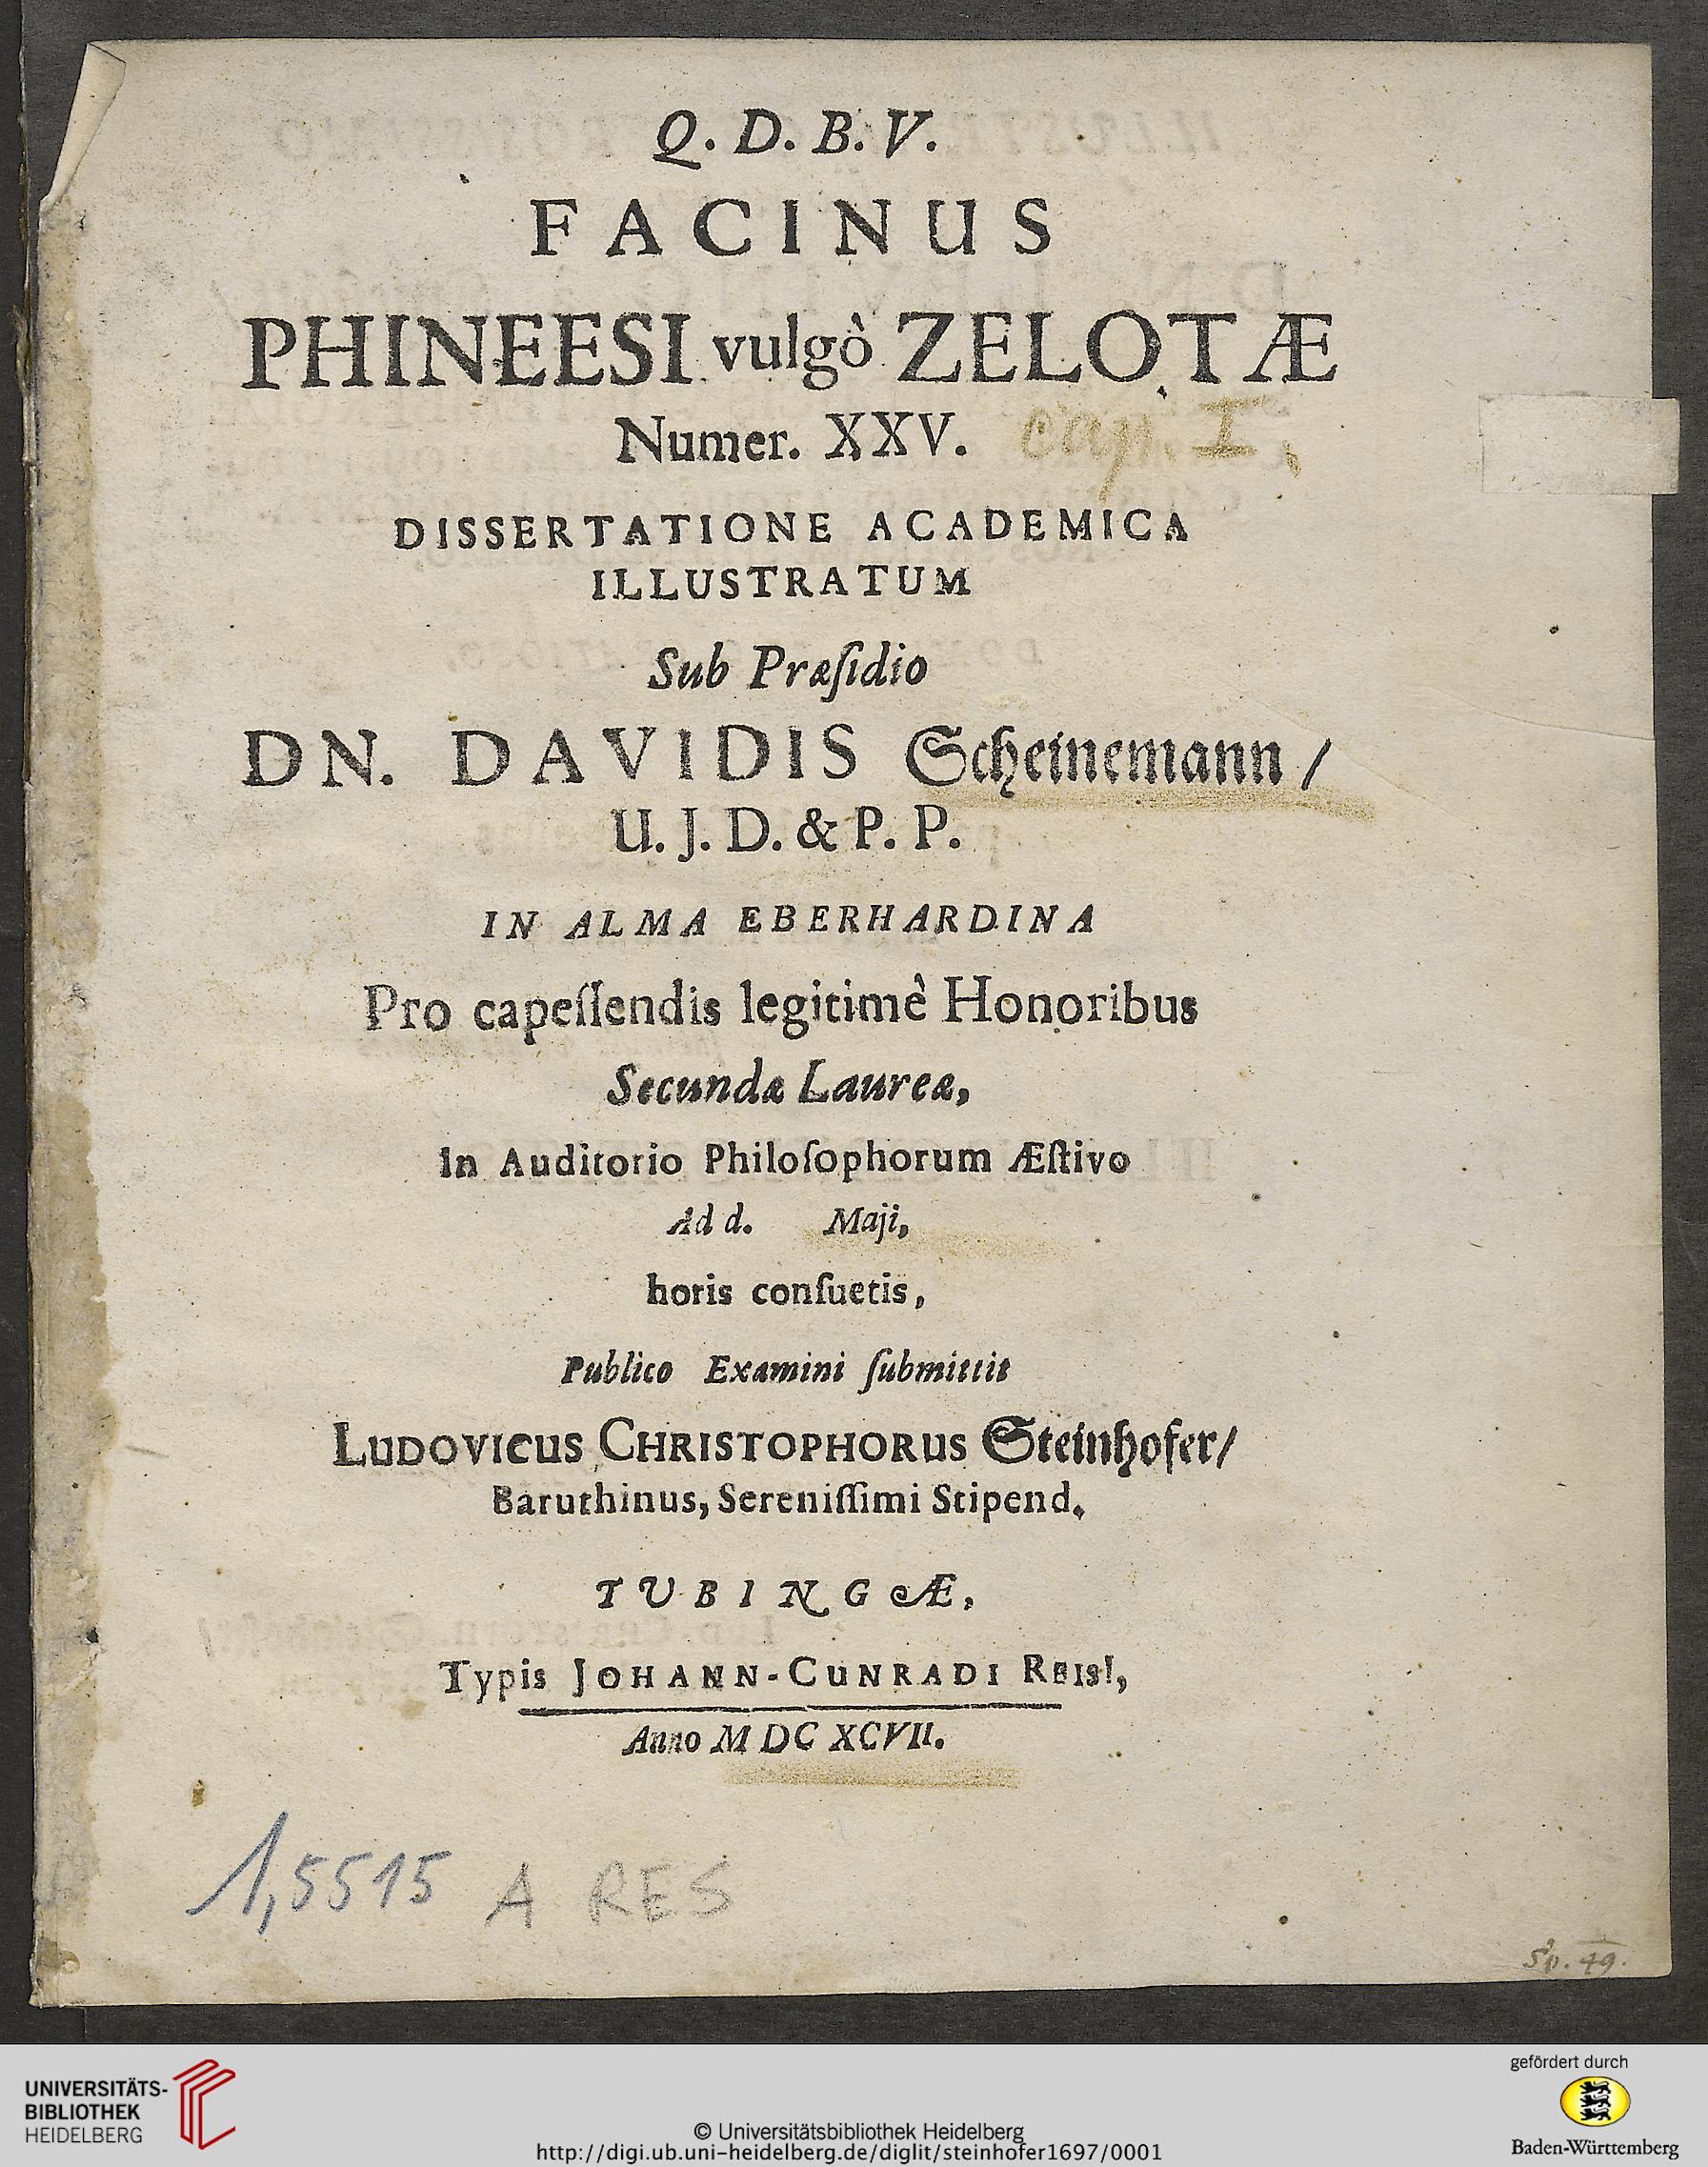 Q. D. B. V.
FACINUS
PHINEESI vulgò ZELOTÆ
Numer. XXV. Cap. I,
DISSERTATIONE ACADEMICA
ILLUSTRATUM
Sub Præſidio
DN. DAVIDIS Scheinemann /
U. J. D. & P. P.
IN ALMA EBERHARDINA
Pro capeſſendis legitimè Honoribus
Secundæ Laureæ,
In Auditorio Philoſophorum Æſtivo
Ad d. Maji,
horis conſuetis,
Publico Examini ſubmittit
LUDOVICUS CHRISTOPHORUS Steinhofer/
Baruthinus, Sereniſſimi Stipend.
TUBINGÆ,
Typis JOHANN-CUNRADI REISI,
Anno M DC XCVII.
1,5515 A RES
Sp. 49.
UNIVERSITÄTS-
BIBLIOTHEK
HEIDELBERG
© Universitätsbibliothek Heidelberg
http://digi.ub.uni-heidelberg.de/diglit/steinhofer1697/0001
gefördert durch
Baden-Württemberg